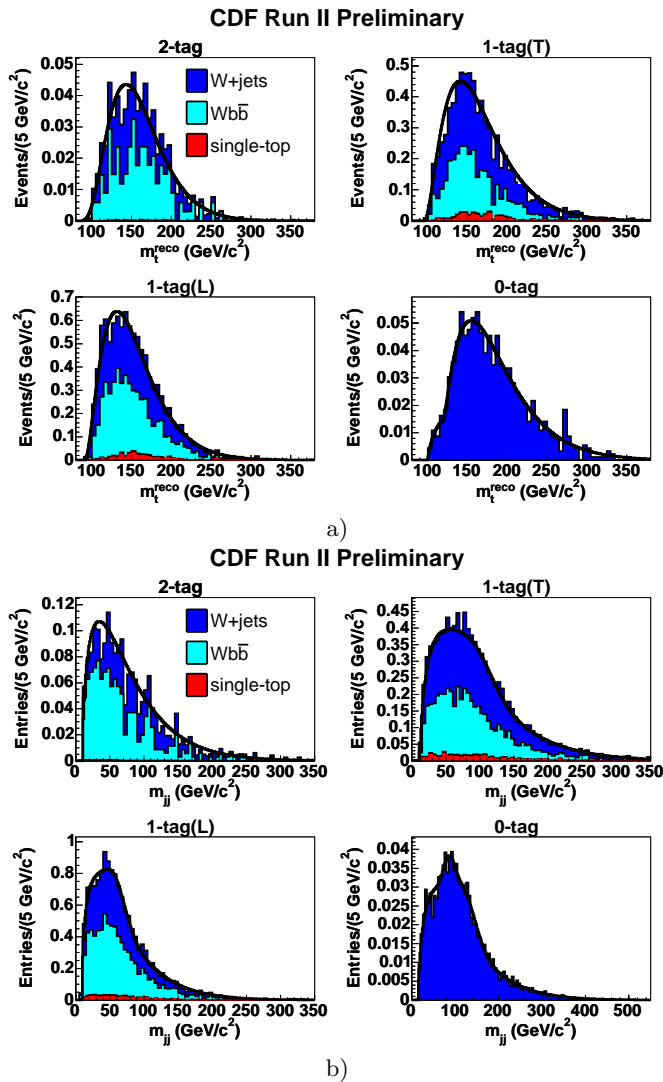 CDF Run II Preliminary
2-tag
1-tag(T)
Events/(5 GeV/c²)
0.05
0.04
0.03
0.02
0.01
0
W+jets
Wbb̄
single-top
100 150 200 250 300 350
m_t^reco (GeV/c²)
Events/(5 GeV/c²)
0.5
0.4
0.3
0.2
0.1
0
100 150 200 250 300 350
m_t^reco (GeV/c²)
1-tag(L)
0-tag
Events/(5 GeV/c²)
0.7
0.6
0.5
0.4
0.3
0.2
0.1
0
100 150 200 250 300 350
m_t^reco (GeV/c²)
Events/(5 GeV/c²)
0.05
0.04
0.03
0.02
0.01
0
100 150 200 250 300 350
m_t^reco (GeV/c²)
a)
CDF Run II Preliminary
2-tag
1-tag(T)
Entries/(5 GeV/c²)
0.12
0.1
0.08
0.06
0.04
0.02
0
W+jets
Wbb̄
single-top
0 50 100 150 200 250 300 350
m_jj (GeV/c²)
Entries/(5 GeV/c²)
0.45
0.4
0.35
0.3
0.25
0.2
0.15
0.1
0.05
0
0 50 100 150 200 250 300 350
m_jj (GeV/c²)
1-tag(L)
0-tag
Entries/(5 GeV/c²)
1
0.8
0.6
0.4
0.2
0
0 50 100 150 200 250 300 350
m_jj (GeV/c²)
Entries/(5 GeV/c²)
0.04
0.035
0.03
0.025
0.02
0.015
0.01
0.005
0
0 100 200 300 400 500
m_jj (GeV/c²)
b)